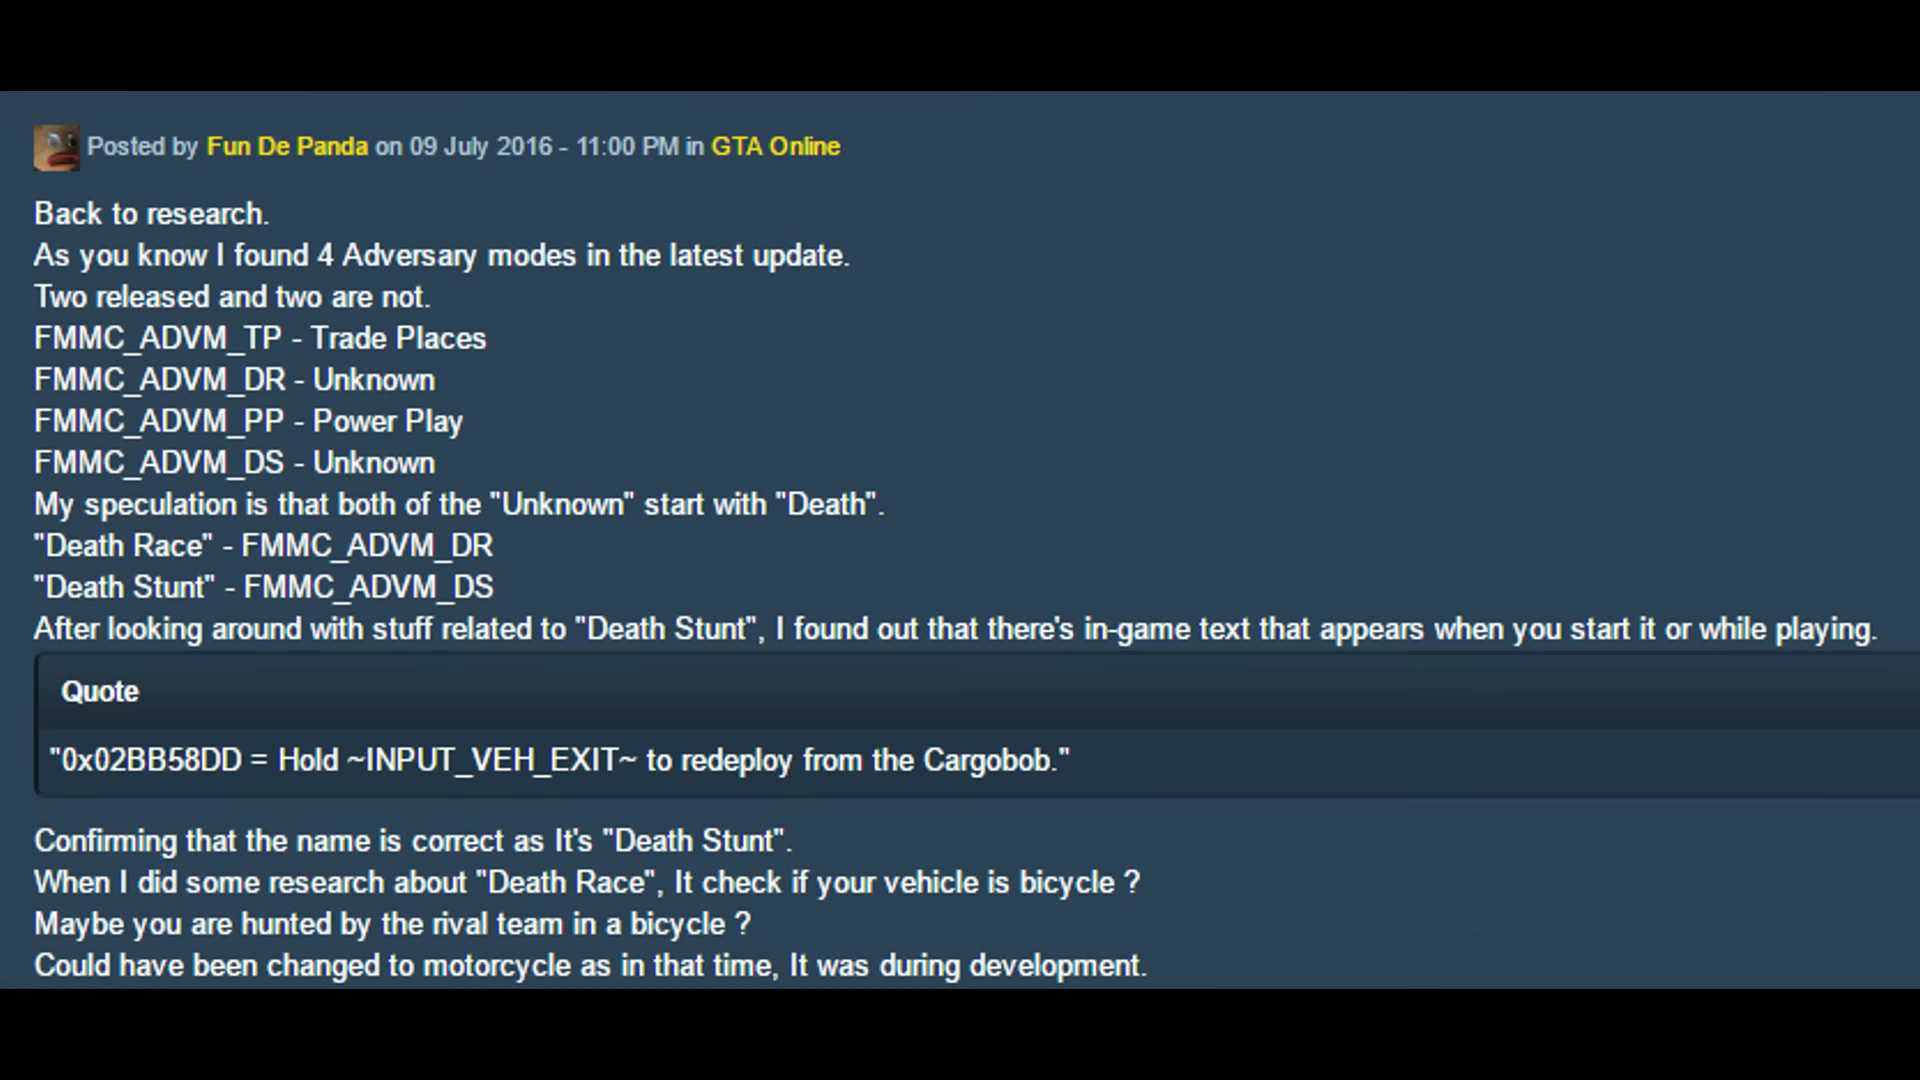 Posted by Fun De Panda on 09 July 2016 - 11:00 PM in GTA Online
Back to research.
As you know I found 4 Adversary modes in the latest update.
Two released and two are not.
FMMC_ADVM_TP - Trade Places
FMMC_ADVM_DR - Unknown
FMMC_ADVM_PP - Power Play
FMMC_ADVM_DS - Unknown
My speculation is that both of the "Unknown" start with "Death".
"Death Race" - FMMC_ADVM_DR
"Death Stunt" - FMMC_ADVM_DS
After looking around with stuff related to "Death Stunt", I found out that there's in-game text that appears when you start it or while playing.
Quote
"0x02BB58DD = Hold ~INPUT_VEH_EXIT~ to redeploy from the Cargobob."
Confirming that the name is correct as It's "Death Stunt".
When I did some research about "Death Race", It check if your vehicle is bicycle ?
Maybe you are hunted by the rival team in a bicycle ?
Could have been changed to motorcycle as in that time, It was during development.